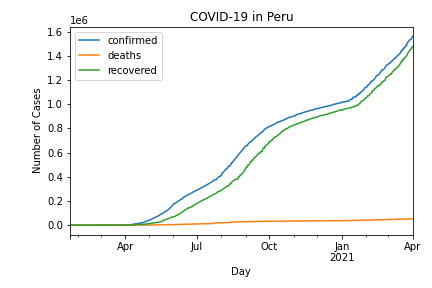 COVID-19 in Peru
1e6
1.6
1.4
1.2
1.0
0.8
0.6
0.4
0.2
0.0
Number of Cases
confirmed
deaths
recovered
Apr
Jul
Oct
Jan
2021
Apr
Day